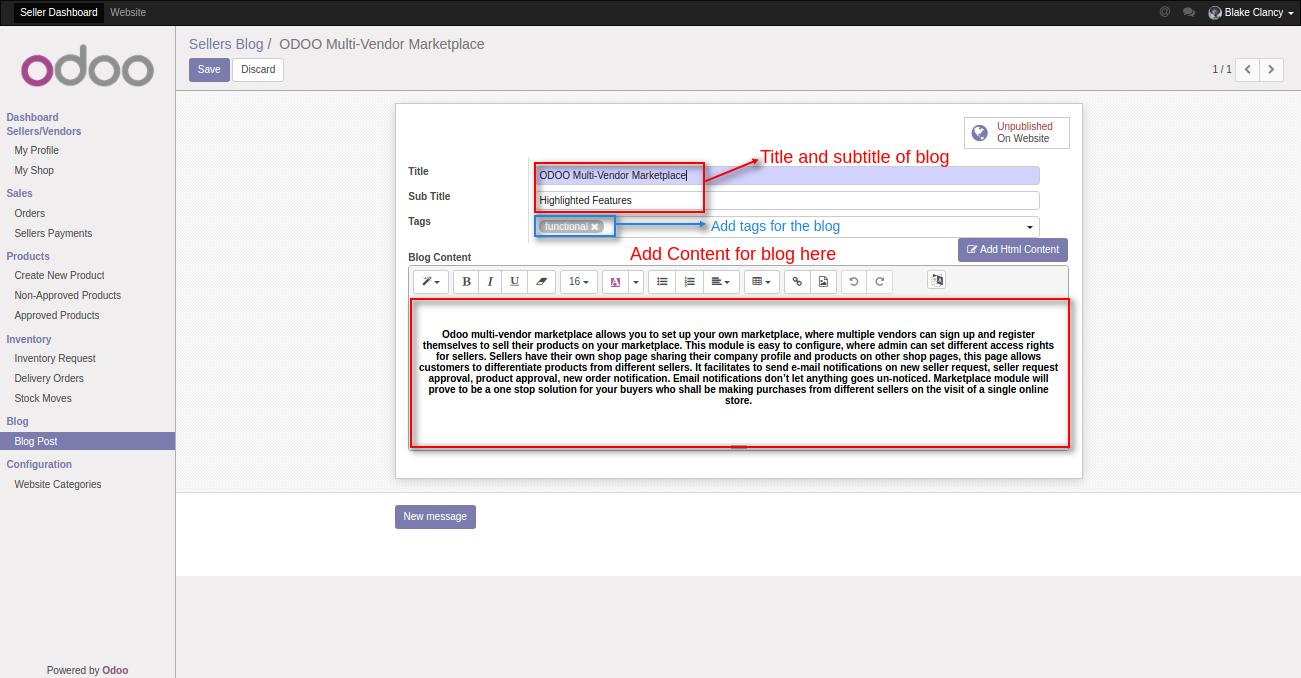 Seller Dashboard Website
@ Blake Clancy
odoo
Sellers Blog / ODOO Multi-Vendor Marketplace
Save Discard
1 / 1
Dashboard
Sellers/Vendors
My Profile
My Shop
Sales
Orders
Sellers Payments
Products
Create New Product
Non-Approved Products
Approved Products
Inventory
Inventory Request
Delivery Orders
Stock Moves
Blog
Blog Post
Configuration
Website Categories
Powered by Odoo
Unpublished
On Website
Title and subtitle of blog
Title ODOO Multi-Vendor Marketplace
Sub Title Highlighted Features
Tags functional Add tags for the blog
Add Content for blog here
Add Html Content
Blog Content
B I U 16 A
Odoo multi-vendor marketplace allows you to set up your own marketplace, where multiple vendors can sign up and register
themselves to sell their products on your marketplace. This module is easy to configure, where admin can set different access rights
for sellers. Sellers have their own shop page sharing their company profile and products on other shop pages, this page allows
customers to differentiate products from different sellers. It facilitates to send e-mail notifications on new seller request, seller request
approval, product approval, new order notification. Email notifications don't let anything goes un-noticed. Marketplace module will
prove to be a one stop solution for your buyers who shall be making purchases from different sellers on the visit of a single online
store.
New message